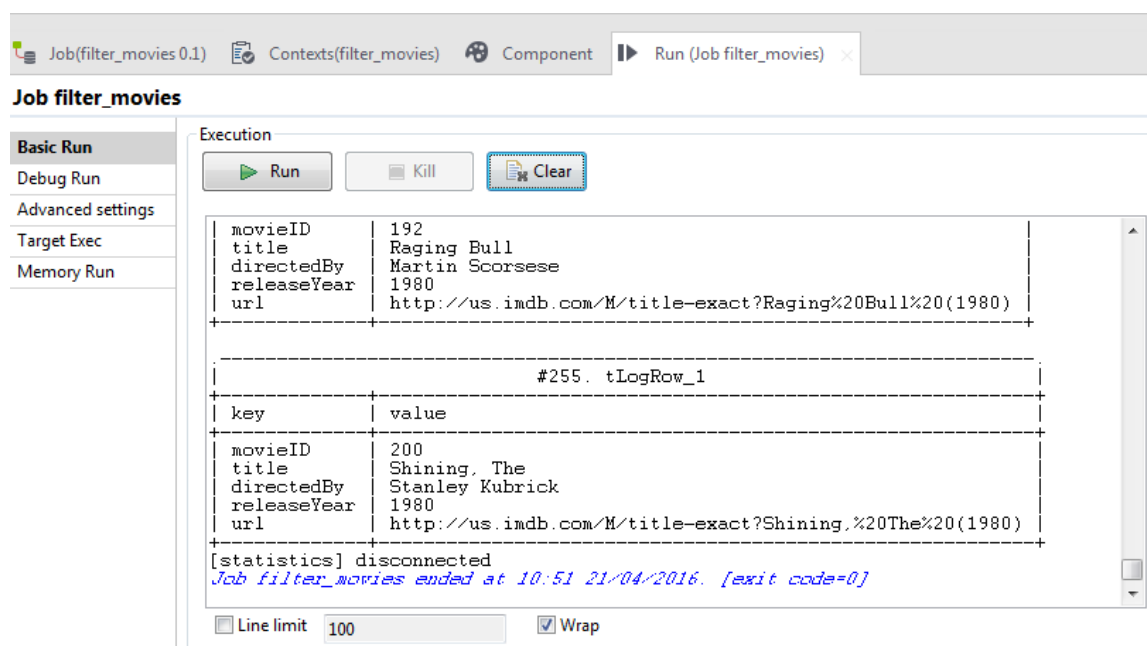 Job(filter_movies 0.1) Contexts(filter_movies) Component Run (Job filter_movies)
Job filter_movies
Basic Run
Debug Run
Advanced settings
Target Exec
Memory Run
Execution
Run Kill Clear
| movieID | 192 |
| title | Raging Bull |
| directedBy | Martin Scorsese |
| releaseYear | 1980 |
| url | http://us.imdb.com/M/title-exact?Raging%20Bull%20(1980) |
#255. tLogRow_1
| key | value |
| movieID | 200 |
| title | Shining, The |
| directedBy | Stanley Kubrick |
| releaseYear | 1980 |
| url | http://us.imdb.com/M/title-exact?Shining,%20The%20(1980) |
[statistics] disconnected
Job filter_movies ended at 10:51 21/04/2016. [exit code=0]
Line limit 100 Wrap